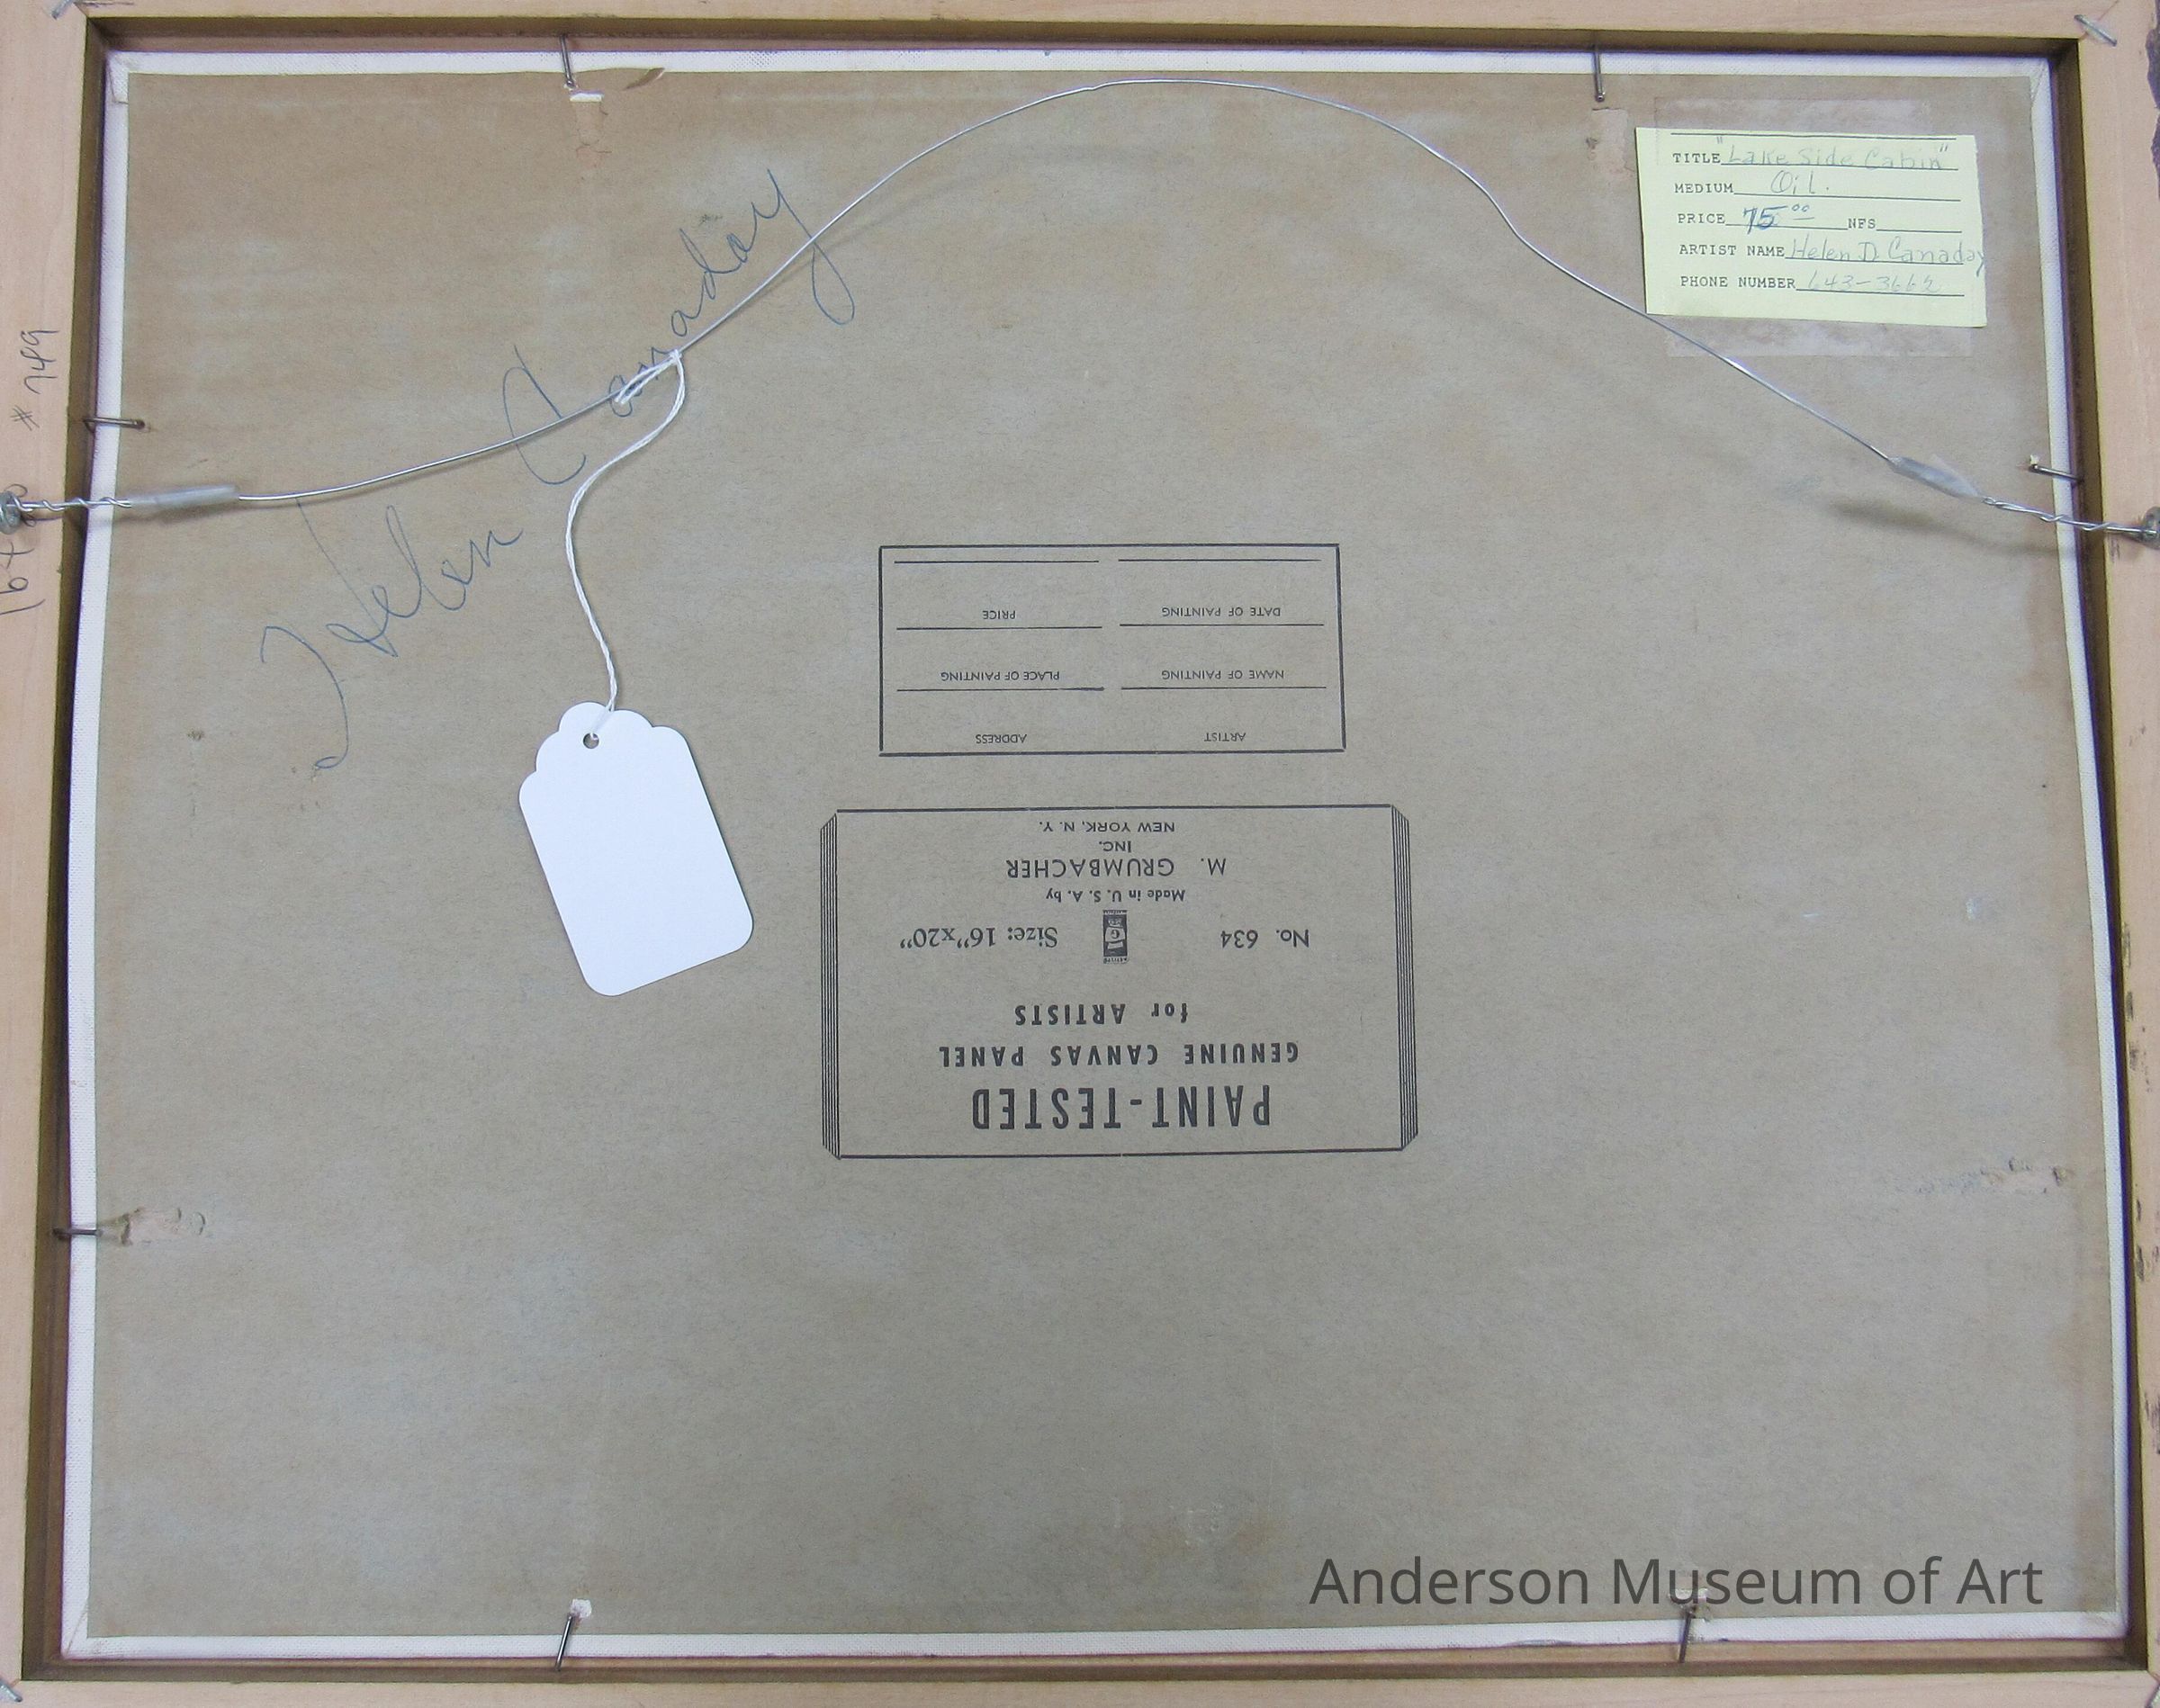 TITLE "Lake Side Cabin"
MEDIUM Oil.
PRICE 75.00 NFS
ARTIST NAME Helen D. Canaday
PHONE NUMBER 643-3662
Helen Canaday
# 749
16 x 20
PAINT-TESTED
GENUINE CANVAS PANEL
for ARTISTS
No. 634 Size: 16"x20"
Made in U. S. A. by
M. GRUMBACHER
INC.
NEW YORK, N. Y.
ARTIST ADDRESS
NAME OF PAINTING PLACE OF PAINTING
DATE OF PAINTING PRICE
Anderson Museum of Art